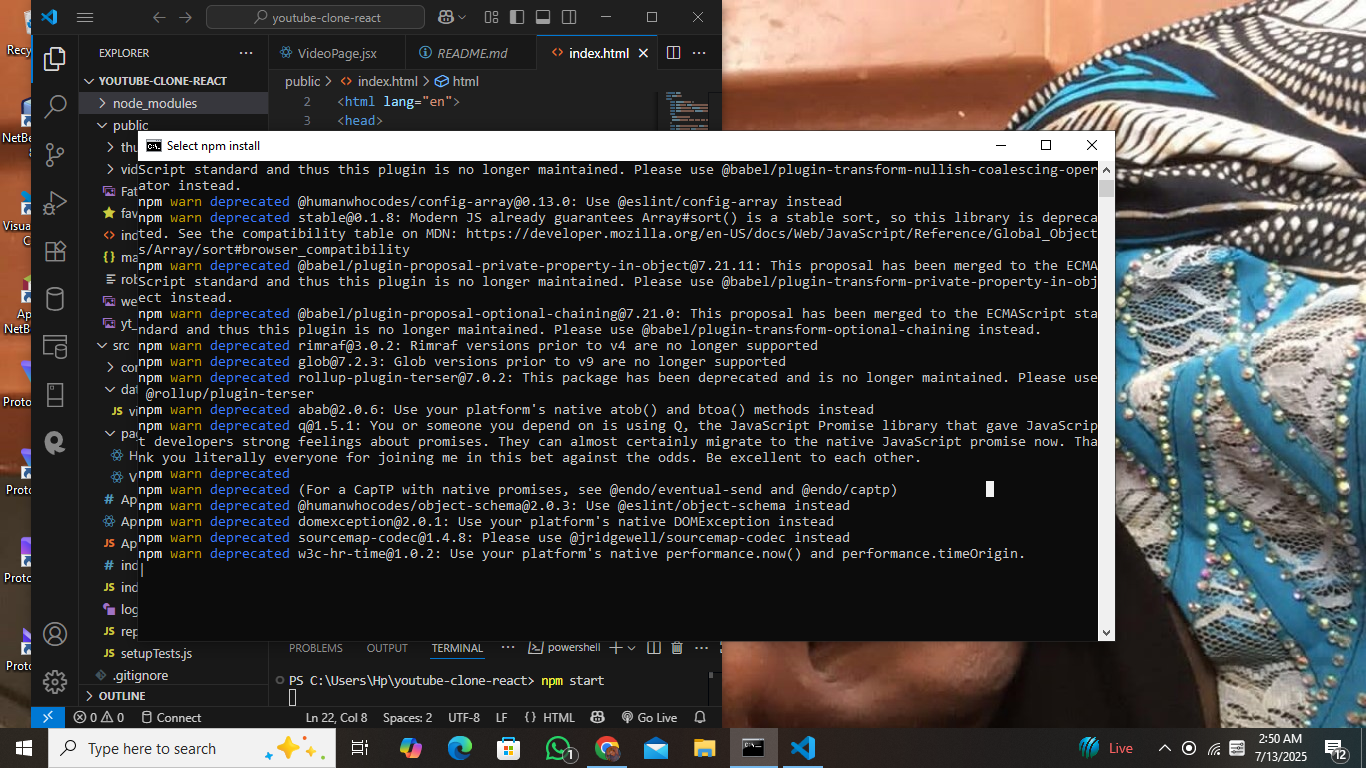 youtube-clone-react
EXPLORER
VideoPage.jsx
README.md
index.html
YOUTUBE-CLONE-REACT
public > index.html > html
node_modules
2 <html lang="en">
public
3 <head>
Select npm install
Script standard and thus this plugin is no longer maintained. Please use @babel/plugin-transform-nullish-coalescing-oper
ator instead.
npm warn deprecated @humanwhocodes/config-array@0.13.0: Use @eslint/config-array instead
npm warn deprecated stable@0.1.8: Modern JS already guarantees Array#sort() is a stable sort, so this library is depreca
ted. See the compatibility table on MDN: https://developer.mozilla.org/en-US/docs/Web/JavaScript/Reference/Global_Object
s/Array/sort#browser_compatibility
npm warn deprecated @babel/plugin-proposal-private-property-in-object@7.21.11: This proposal has been merged to the ECMA
Script standard and thus this plugin is no longer maintained. Please use @babel/plugin-transform-private-property-in-obj
ect instead.
npm warn deprecated @babel/plugin-proposal-optional-chaining@7.21.0: This proposal has been merged to the ECMAScript sta
ndard and thus this plugin is no longer maintained. Please use @babel/plugin-transform-optional-chaining instead.
npm warn deprecated rimraf@3.0.2: Rimraf versions prior to v4 are no longer supported
npm warn deprecated glob@7.2.3: Glob versions prior to v9 are no longer supported
npm warn deprecated rollup-plugin-terser@7.0.2: This package has been deprecated and is no longer maintained. Please use
@rollup/plugin-terser
npm warn deprecated abab@2.0.6: Use your platform's native atob() and btoa() methods instead
npm warn deprecated q@1.5.1: You or someone you depend on is using Q, the JavaScript Promise library that gave JavaScrip
t developers strong feelings about promises. They can almost certainly migrate to the native JavaScript promise now. Tha
nk you literally everyone for joining me in this bet against the odds. Be excellent to each other.
npm warn deprecated
npm warn deprecated (For a CapTP with native promises, see @endo/eventual-send and @endo/captp)
npm warn deprecated @humanwhocodes/object-schema@2.0.3: Use @eslint/object-schema instead
npm warn deprecated domexception@2.0.1: Use your platform's native DOMException instead
npm warn deprecated sourcemap-codec@1.4.8: Please use @jridgewell/sourcemap-codec instead
npm warn deprecated w3c-hr-time@1.0.2: Use your platform's native performance.now() and performance.timeOrigin.
src
setupTests.js
.gitignore
OUTLINE
PROBLEMS OUTPUT TERMINAL powershell
PS C:\Users\Hp\youtube-clone-react> npm start
0 0 Connect Ln 22, Col 8 Spaces: 2 UTF-8 LF { } HTML Go Live
Type here to search
1
Live
2:50 AM
7/13/2025
12